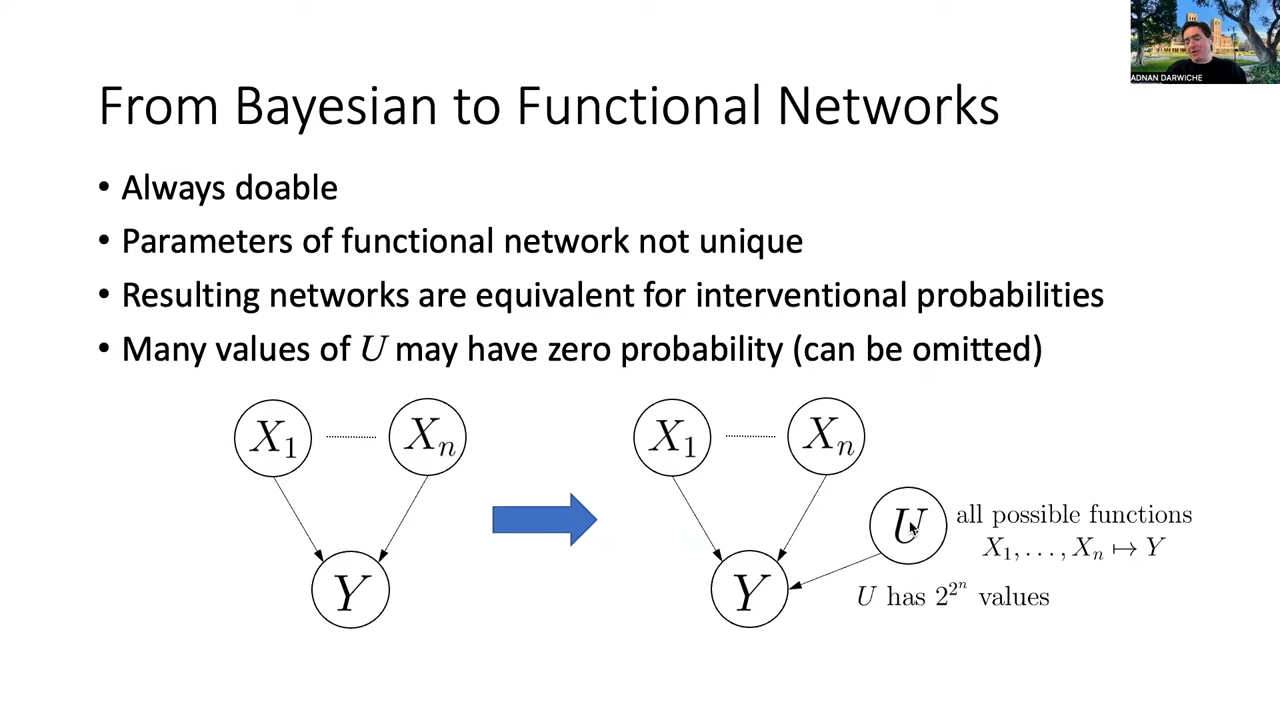 ADNAN DARWICHE
From Bayesian to Functional Networks
• Always doable
• Parameters of functional network not unique
• Resulting networks are equivalent for interventional probabilities
• Many values of U may have zero probability (can be omitted)
X₁ Xₙ
Y
X₁ Xₙ
U
Y
all possible functions
X₁, . . . , Xₙ ↦ Y
U has 2^{2^n} values